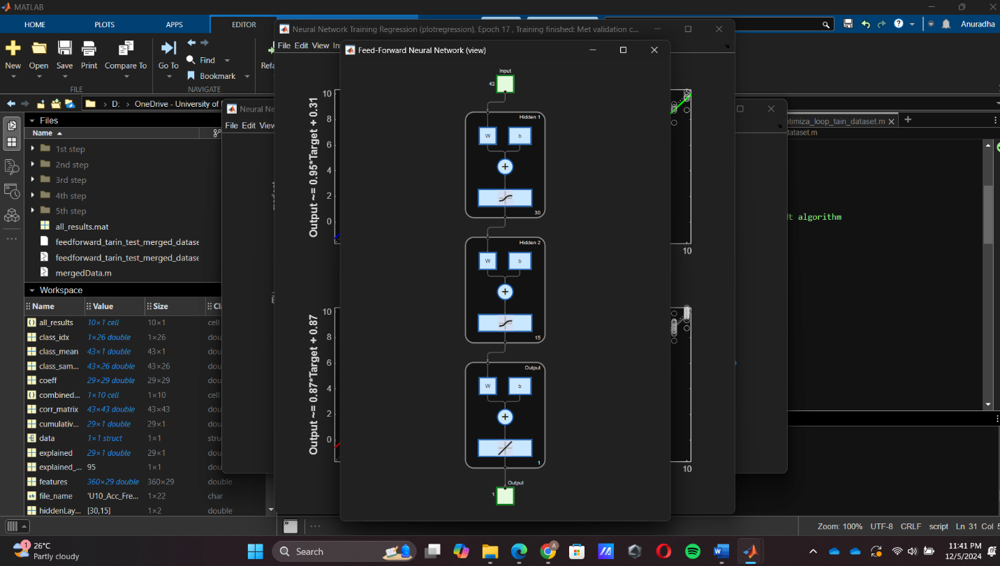 MATLAB
HOME PLOTS APPS EDITOR
Anuradha
New Open Save Print Compare To Go To Find Bookmark Refa
FILE NAVIGATE
D: OneDrive - University of
Files
Name
1st step
2nd step
3rd step
4th step
5th step
all_results.mat
feedforward_tarin_test_merged_datase
feedforward_tarin_test_merged_datase
mergedData.m
Workspace
Name Value Size Cl
all_results 10×1 cell 10×1 cell
class_idx 1×26 double 1×26 dou
class_mean 43×1 double 43×1 dou
class_sam... 43×26 double 43×26 dou
coeff 29×29 double 29×29 dou
combined... 1×10 cell 1×10 cell
corr_matrix 43×43 double 43×43 dou
cumulativ... 29×1 double 29×1 dou
data 1×1 struct 1×1 stru
explained 29×1 double 29×1 dou
explained_... 95 1×1 dou
features 360×29 double 360×29 double
file_name 'U10_Acc_Fre... 1×22 char
hiddenLay... [30,15] 1×2 double
Neural Ne
File Edit View
Neural Network Training Regression (plotregression), Epoch 17 , Training finished: Met validation c...
File Edit View In
Output ~= 0.95*Target + 0.31
10
8
6
4
2
0
10
Output ~= 0.87*Target + 0.87
10
8
6
4
2
0
10
Feed-Forward Neural Network (view)
Input
43
Hidden 1
W b
+
30
Hidden 2
W b
+
15
Output
W b
+
1
Output
1
optimiza_loop_tain_dataset.m
dataset.m
lt algorithm
Zoom: 100% UTF-8 CRLF script Ln 31 Col 5
1
26°C
Partly cloudy
Search
A
11:41 PM
12/5/2024